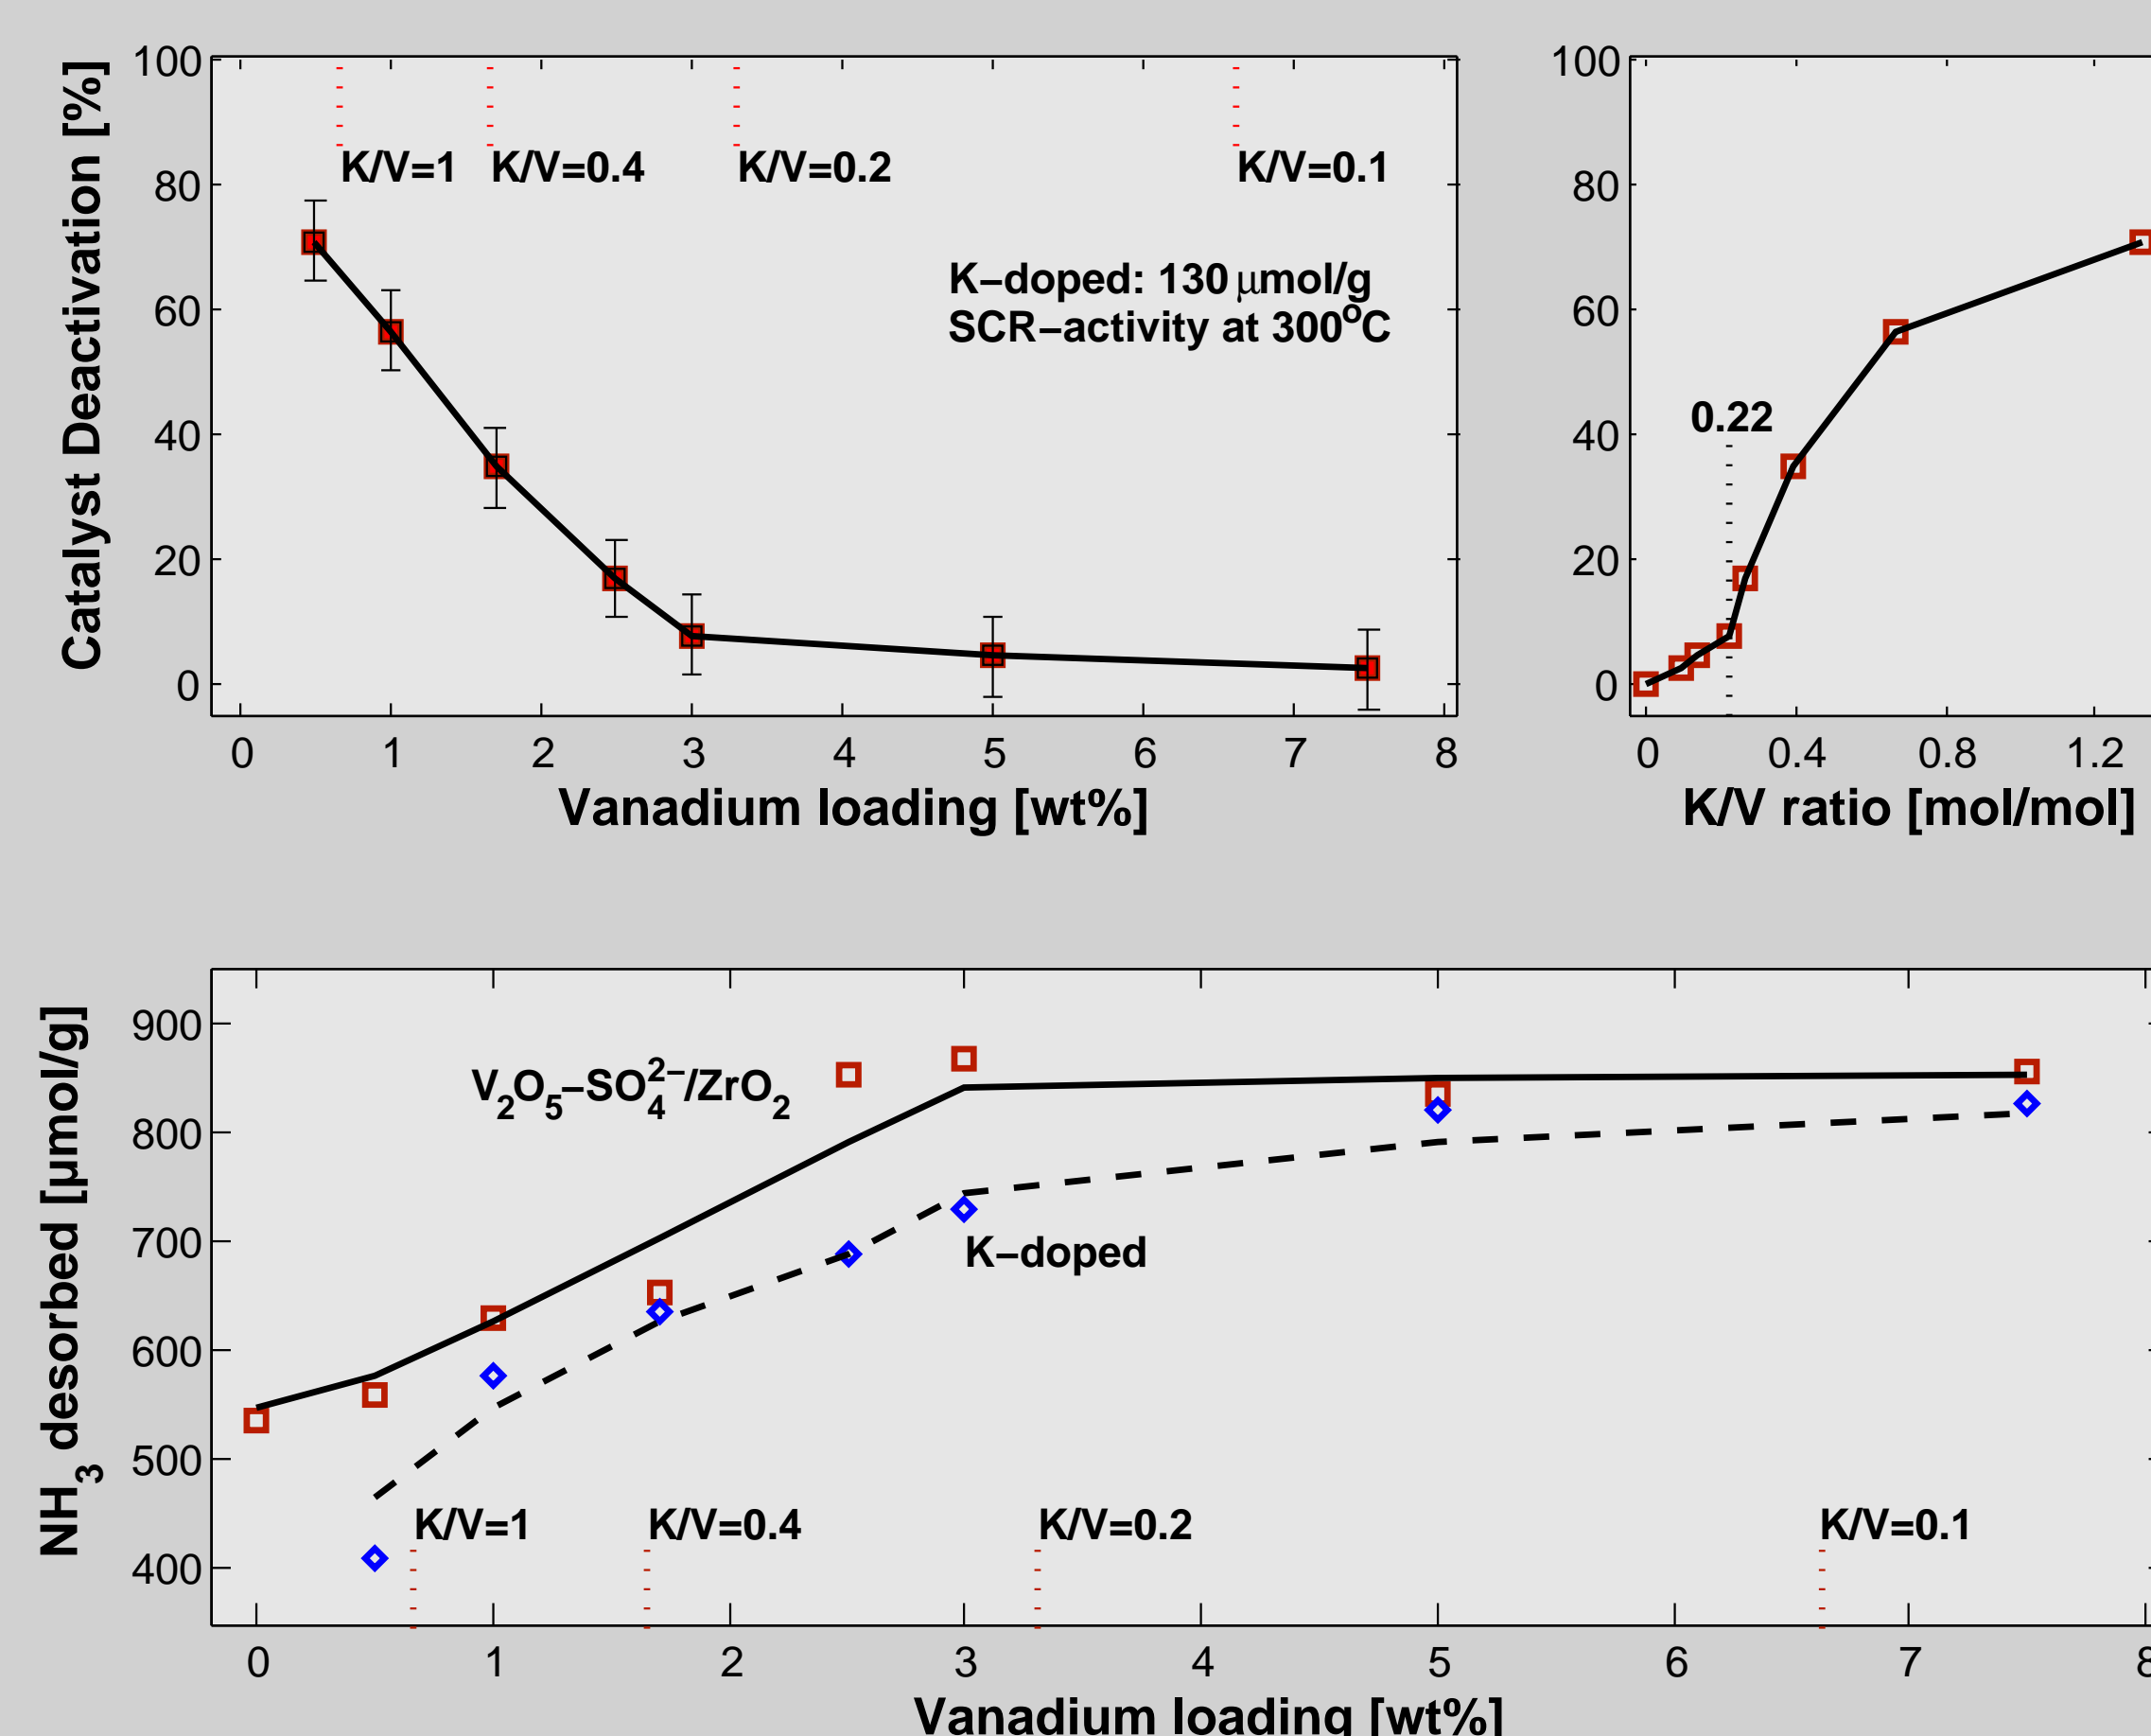 Catalyst Deactivation [%]
100
80
60
40
20
0
K/V=1
K/V=0.4
K/V=0.2
K/V=0.1
K–doped: 130 μmol/g
SCR–activity at 300°C
0 1 2 3 4 5 6 7 8
Vanadium loading [wt%]
100
80
60
40
20
0
0.22
0 0.4 0.8 1.2
K/V ratio [mol/mol]
NH₃ desorbed [µmol/g]
900
800
700
600
500
400
V₂O₅–SO₄²⁻/ZrO₂
K–doped
K/V=1
K/V=0.4
K/V=0.2
K/V=0.1
0 1 2 3 4 5 6 7 8
Vanadium loading [wt%]